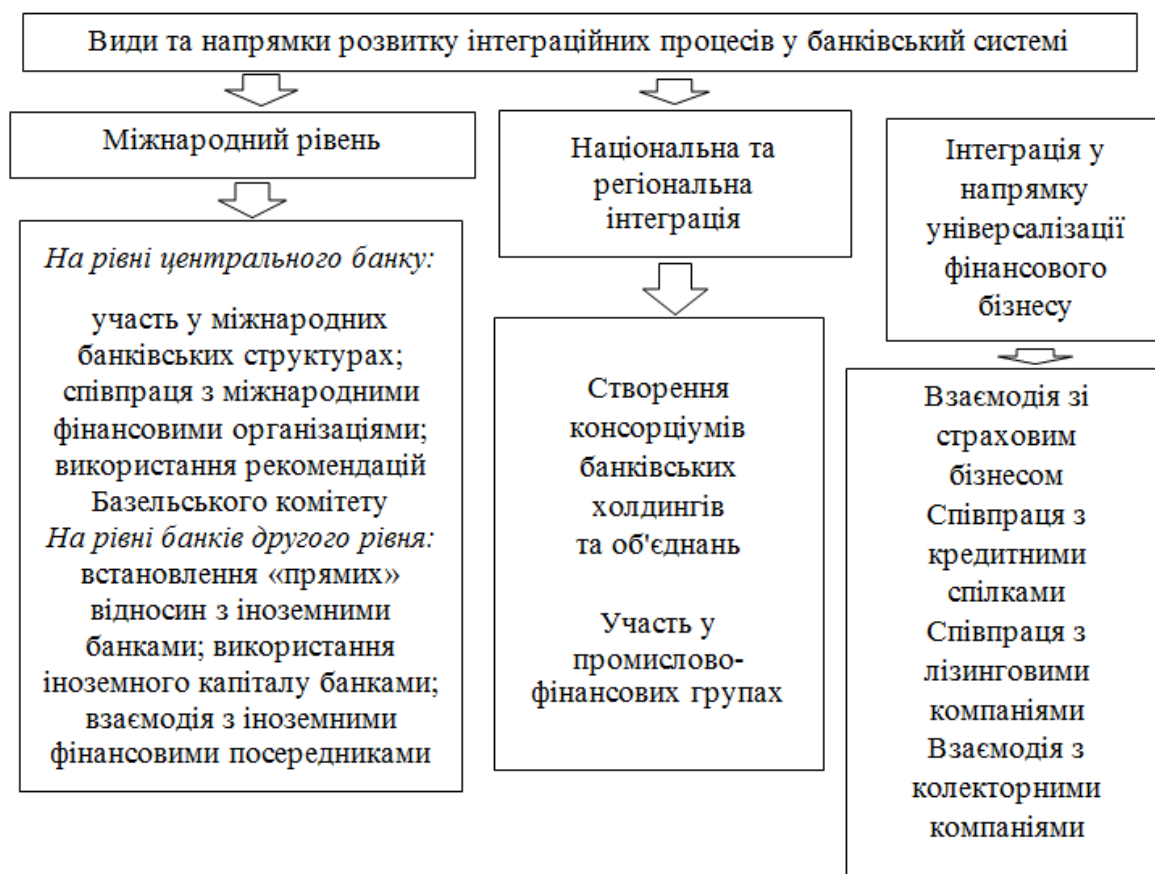 Види та напрямки розвитку інтеграційних процесів у банківський системі
Міжнародний рівень
На рівні центрального банку:
участь у міжнародних
банківських структурах;
співпраця з міжнародними
фінансовими організаціями;
використання рекомендацій
Базельського комітету
На рівні банків другого рівня:
встановлення «прямих»
відносин з іноземними
банками; використання
іноземного капіталу банками;
взаємодія з іноземними
фінансовими посередниками
Національна та
регіональна
інтеграція
Створення
консорціумів
банківських
холдингів
та об'єднань
Участь у
промислово-
фінансових групах
Інтеграція у
напрямку
універсалізації
фінансового
бізнесу
Взаємодія зі
страховим
бізнесом
Співпраця з
кредитними
спілками
Співпраця з
лізинговими
компаніями
Взаємодія з
колекторними
компаніями